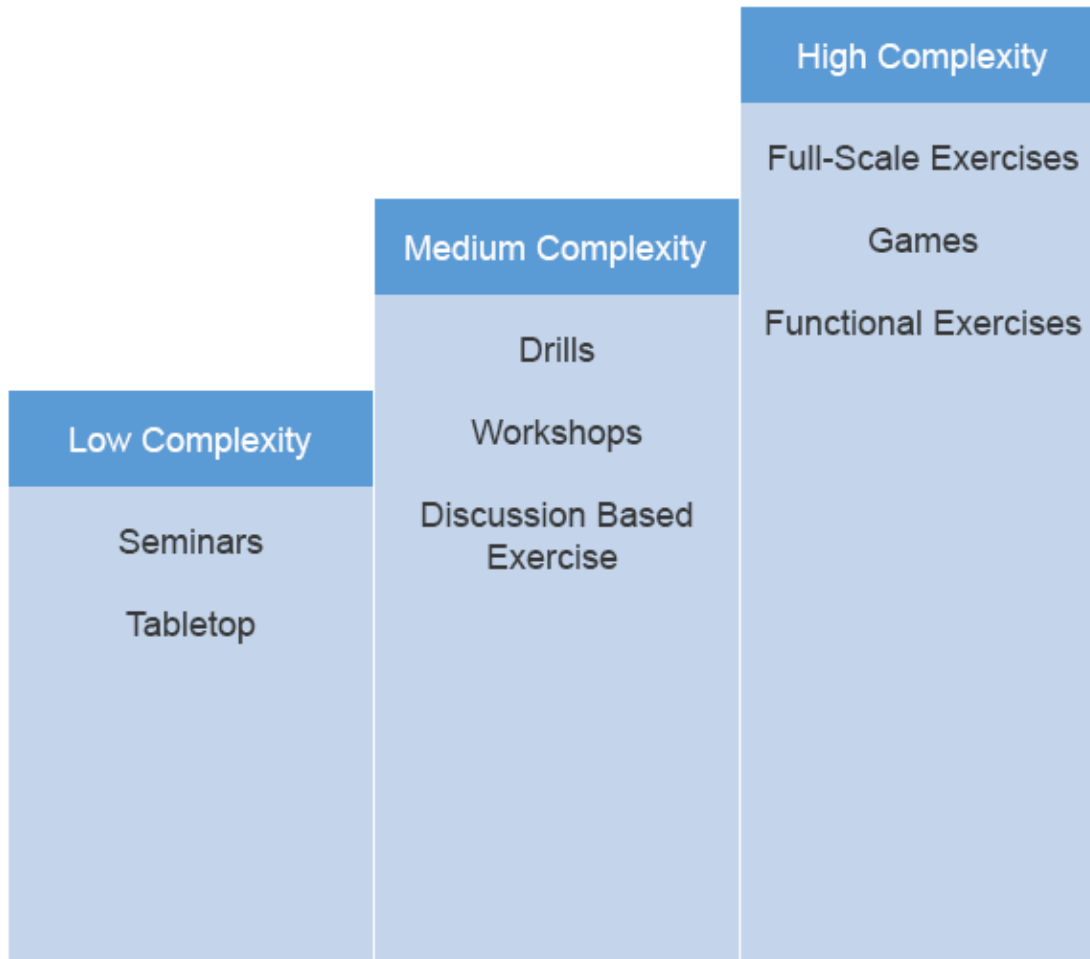 Low Complexity
Seminars
Tabletop
Medium Complexity
Drills
Workshops
Discussion Based
Exercise
High Complexity
Full-Scale Exercises
Games
Functional Exercises